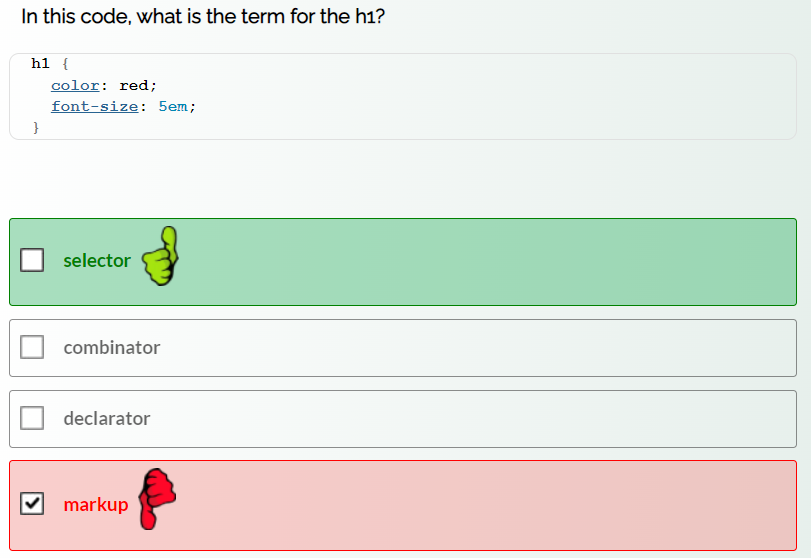 In this code, what is the term for the h1?
h1 {
color: red;
font-size: 5em;
}
selector
combinator
declarator
markup